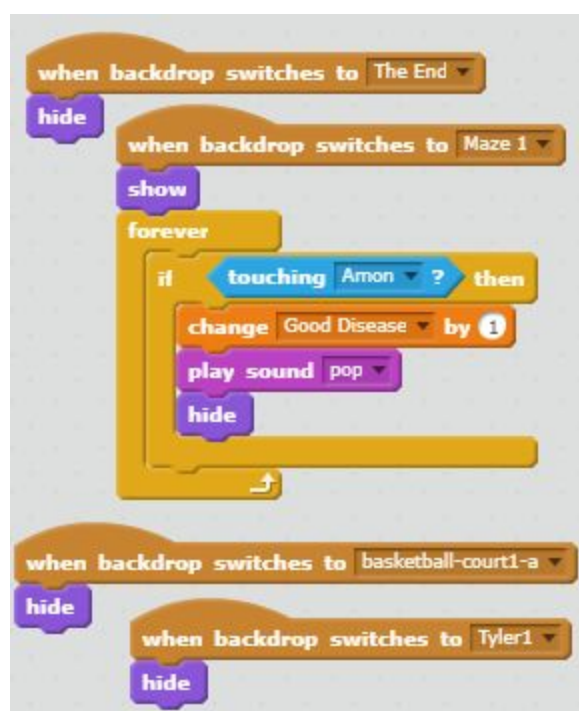 when backdrop switches to The End
hide
when backdrop switches to Maze 1
show
forever
if touching Amon ? then
change Good Disease by 1
play sound pop
hide
when backdrop switches to basketball-court1-a
hide
when backdrop switches to Tyler1
hide